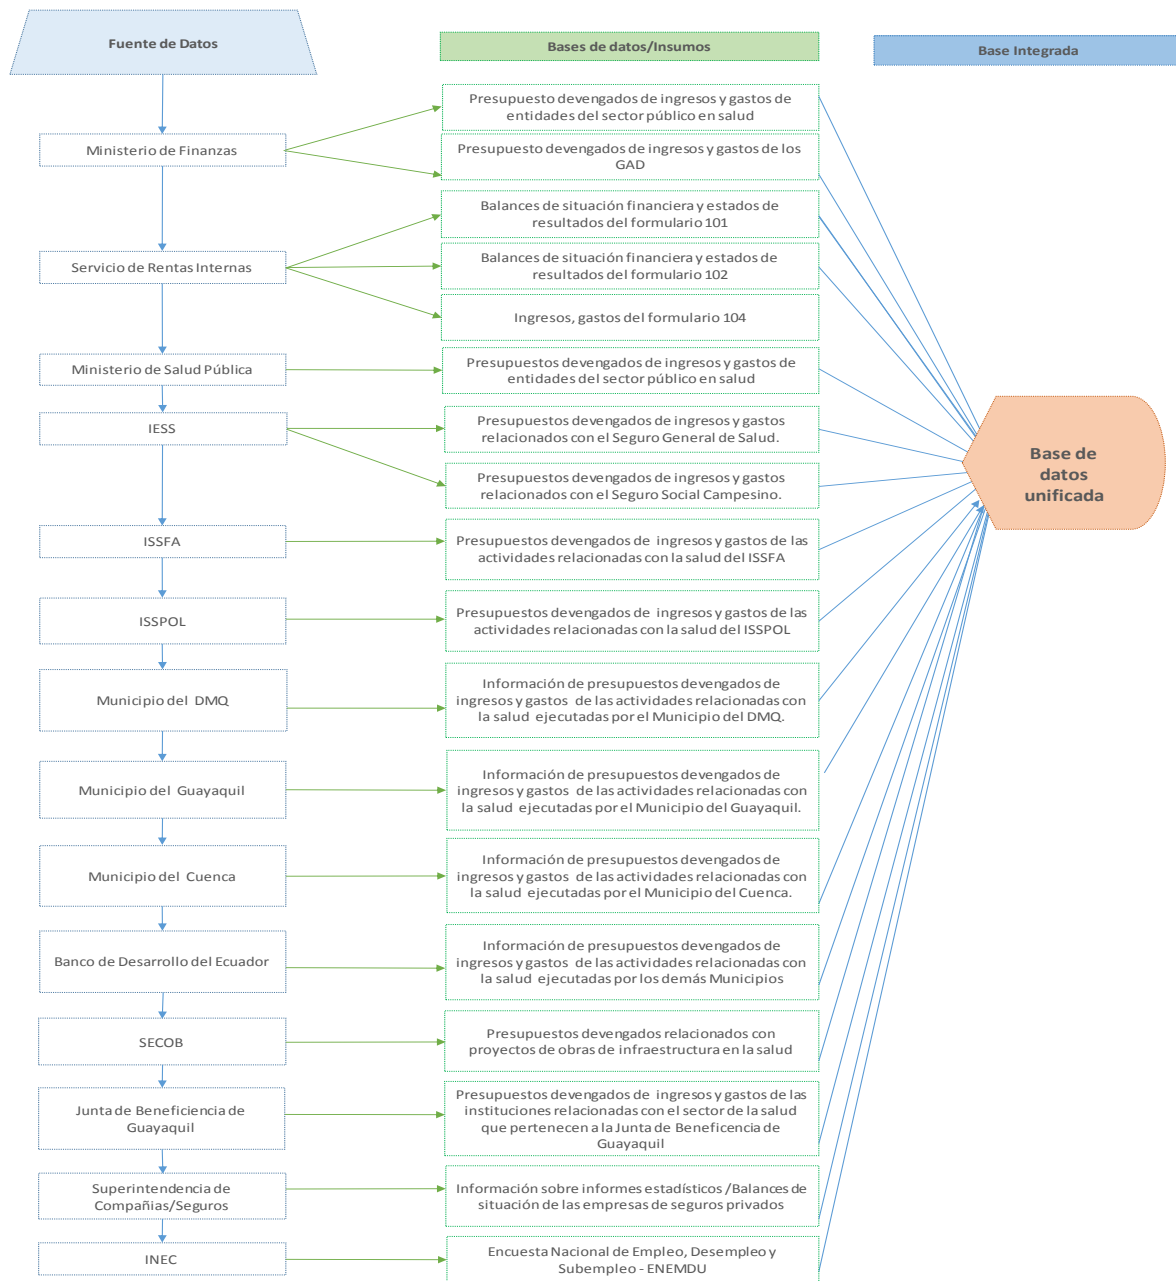 Fuente de Datos
Bases de datos/Insumos
Base Integrada
Presupuesto devengados de ingresos y gastos de
entidades del sector público en salud
Ministerio de Finanzas
Presupuesto devengados de ingresos y gastos de los
GAD
Balances de situación financiera y estados de
resultados del formulario 101
Servicio de Rentas Internas
Balances de situación financiera y estados de
resultados del formulario 102
Ingresos, gastos del formulario 104
Ministerio de Salud Pública
Presupuestos devengados de ingresos y gastos de
entidades del sector público en salud
IESS
Presupuestos devengados de ingresos y gastos
relacionados con el Seguro General de Salud.
Presupuestos devengados de ingresos y gastos
relacionados con el Seguro Social Campesino.
Base de
datos
unificada
ISSFA
Presupuestos devengados de ingresos y gastos de las
actividades relacionadas con la salud del ISSFA
ISSPOL
Presupuestos devengados de ingresos y gastos de las
actividades relacionadas con la salud del ISSPOL
Municipio del DMQ
Información de presupuestos devengados de
ingresos y gastos de las actividades relacionadas con
la salud ejecutadas por el Municipio del DMQ.
Municipio del Guayaquil
Información de presupuestos devengados de
ingresos y gastos de las actividades relacionadas con
la salud ejecutadas por el Municipio del Guayaquil.
Municipio del Cuenca
Información de presupuestos devengados de
ingresos y gastos de las actividades relacionadas con
la salud ejecutadas por el Municipio del Cuenca.
Banco de Desarrollo del Ecuador
Información de presupuestos devengados de
ingresos y gastos de las actividades relacionadas con
la salud ejecutadas por los demás Municipios
SECOB
Presupuestos devengados relacionados con
proyectos de obras de infraestructura en la salud
Junta de Beneficiencia de
Guayaquil
Presupuestos devengados de ingresos y gastos de las
instituciones relacionadas con el sector de la salud
que pertenecen a la Junta de Beneficencia de
Guayaquil
Superintendencia de
Compañias/Seguros
Información sobre informes estadísticos /Balances de
situación de las empresas de seguros privados
INEC
Encuesta Nacional de Empleo, Desempleo y
Subempleo - ENEMDU